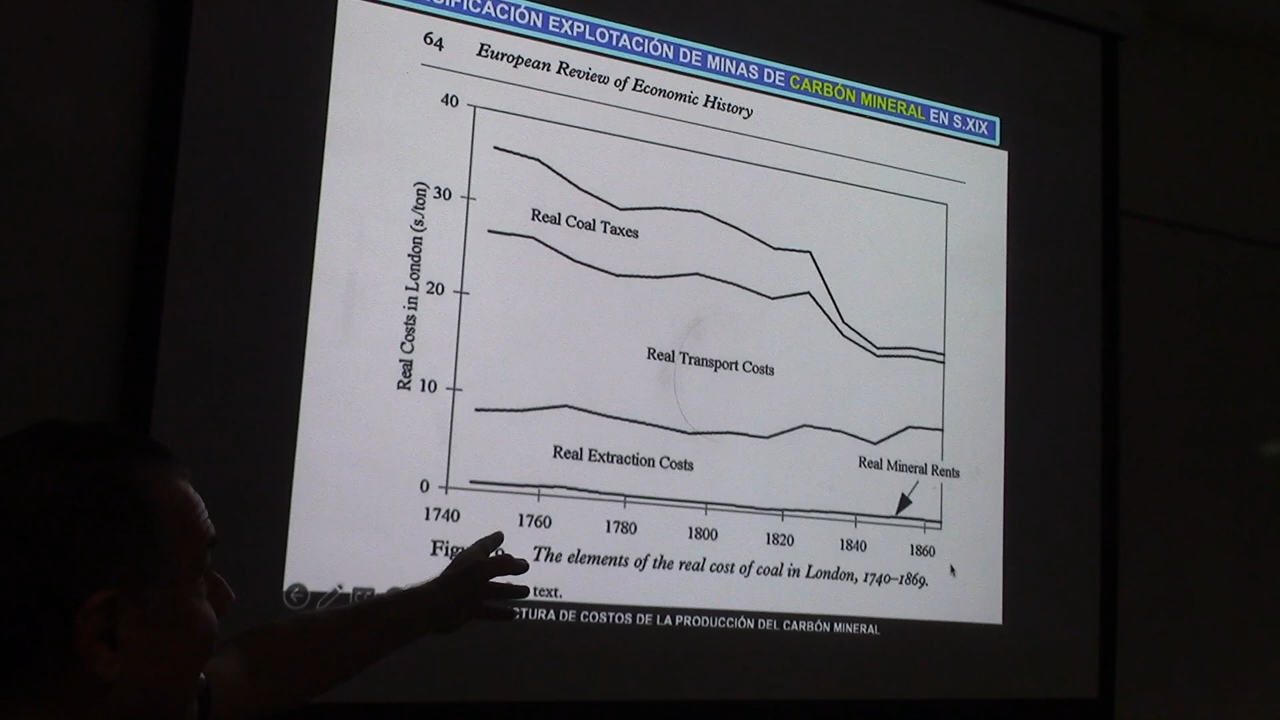 EXPLOTACIÓN DE MINAS DE CARBÓN MINERAL EN S.XIX
64 European Review of Economic History
40
30
20
10
0
Real Costs in London (s./ton)
Real Coal Taxes
Real Transport Costs
Real Extraction Costs
Real Mineral Rents
1740 1760 1780 1800 1820 1840 1860
The elements of the real cost of coal in London, 1740–1869.
text.
DE COSTOS DE LA PRODUCCIÓN DEL CARBÓN MINERAL